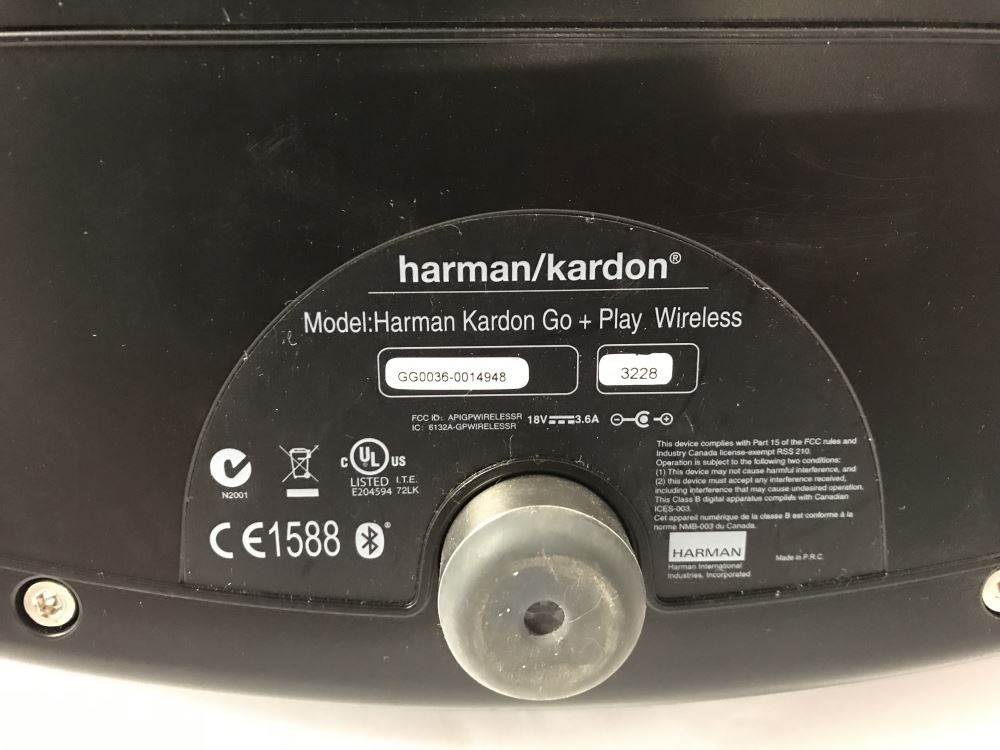 harman/kardon®
Model:Harman Kardon Go + Play Wireless
GG0036-0014948
3228
FCC ID: APIGPWIRELESSR
IC: 6132A-GPWIRELESSR
18V 3.6A
N2001
c UL US
LISTED I.T.E.
E204594 72LK
CE1588
This device complies with Part 15 of the FCC rules and
Industry Canada license-exempt RSS 210.
Operation is subject to the following two conditions:
(1) This device may not cause harmful interference, and
(2) this device must accept any interference received,
including interference that may cause undesired operation.
This Class B digital apparatus complids with Canadian
ICES-003.
Cet appareil numérique de la classe B est conforme à la
norme NMB-003 du Canada.
HARMAN
Harman International
Industries, Incorporated
Made in P.R.C.